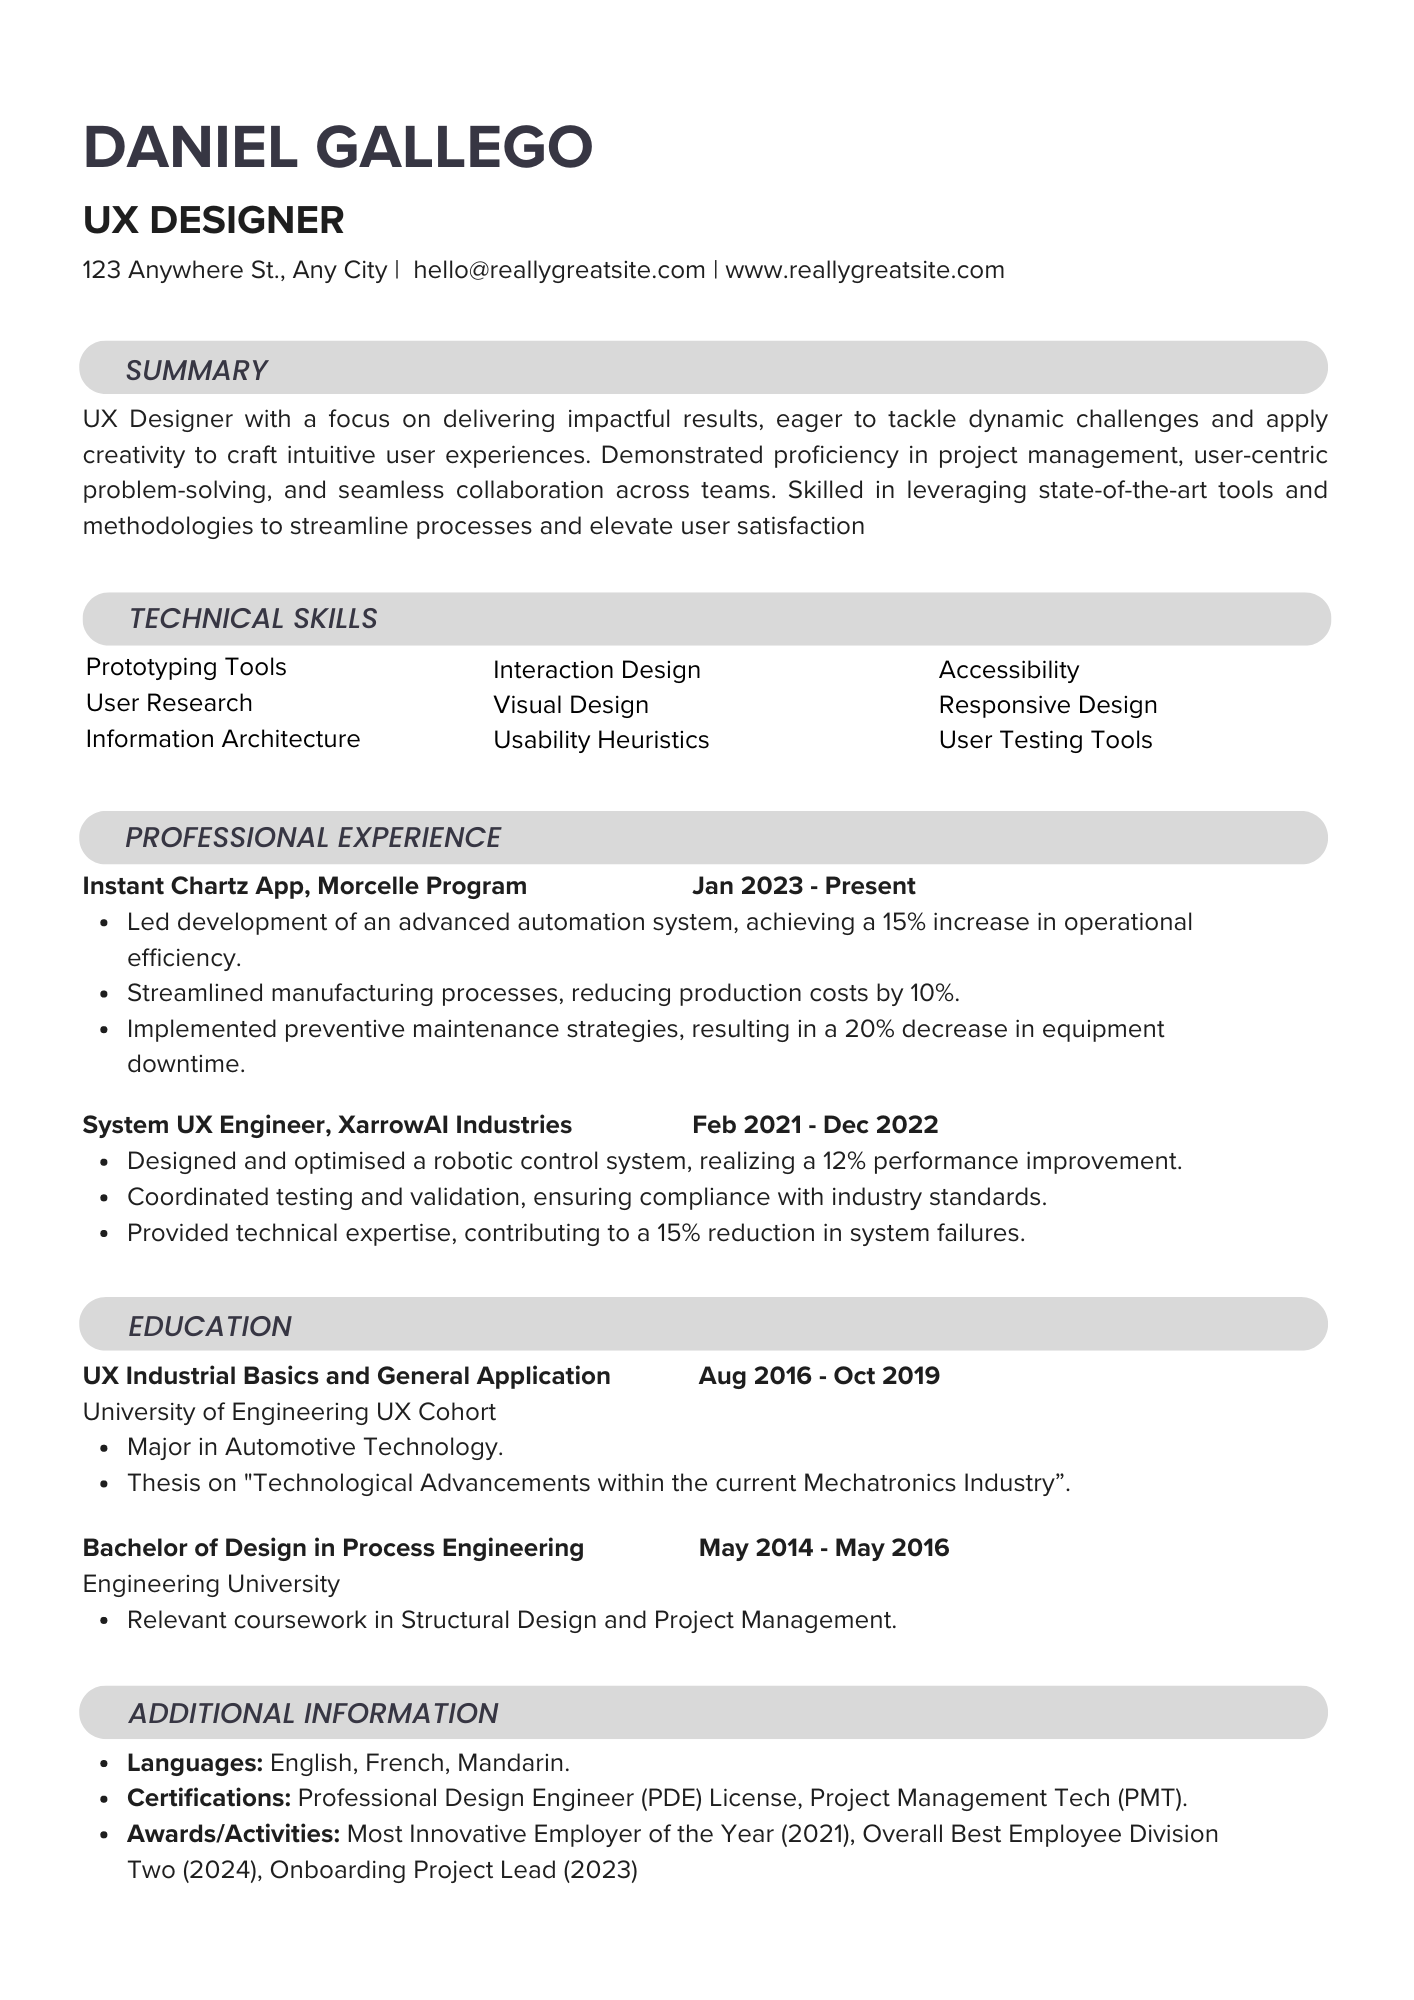 DANIEL GALLEGO
UX DESIGNER
123 Anywhere St., Any City | hello@reallygreatsite.com | www.reallygreatsite.com
SUMMARY
UX Designer with a focus on delivering impactful results, eager to tackle dynamic challenges and apply
creativity to craft intuitive user experiences. Demonstrated proficiency in project management, user-centric
problem-solving, and seamless collaboration across teams. Skilled in leveraging state-of-the-art tools and
methodologies to streamline processes and elevate user satisfaction
TECHNICAL SKILLS
Prototyping Tools
User Research
Information Architecture
Interaction Design
Visual Design
Usability Heuristics
Accessibility
Responsive Design
User Testing Tools
PROFESSIONAL EXPERIENCE
Instant Chartz App, Morcelle Program Jan 2023 - Present
• Led development of an advanced automation system, achieving a 15% increase in operational
efficiency.
• Streamlined manufacturing processes, reducing production costs by 10%.
• Implemented preventive maintenance strategies, resulting in a 20% decrease in equipment
downtime.
System UX Engineer, XarrowAI Industries Feb 2021 - Dec 2022
• Designed and optimised a robotic control system, realizing a 12% performance improvement.
• Coordinated testing and validation, ensuring compliance with industry standards.
• Provided technical expertise, contributing to a 15% reduction in system failures.
EDUCATION
UX Industrial Basics and General Application Aug 2016 - Oct 2019
University of Engineering UX Cohort
• Major in Automotive Technology.
• Thesis on "Technological Advancements within the current Mechatronics Industry”.
Bachelor of Design in Process Engineering May 2014 - May 2016
Engineering University
• Relevant coursework in Structural Design and Project Management.
ADDITIONAL INFORMATION
• Languages: English, French, Mandarin.
• Certifications: Professional Design Engineer (PDE) License, Project Management Tech (PMT).
• Awards/Activities: Most Innovative Employer of the Year (2021), Overall Best Employee Division
Two (2024), Onboarding Project Lead (2023)